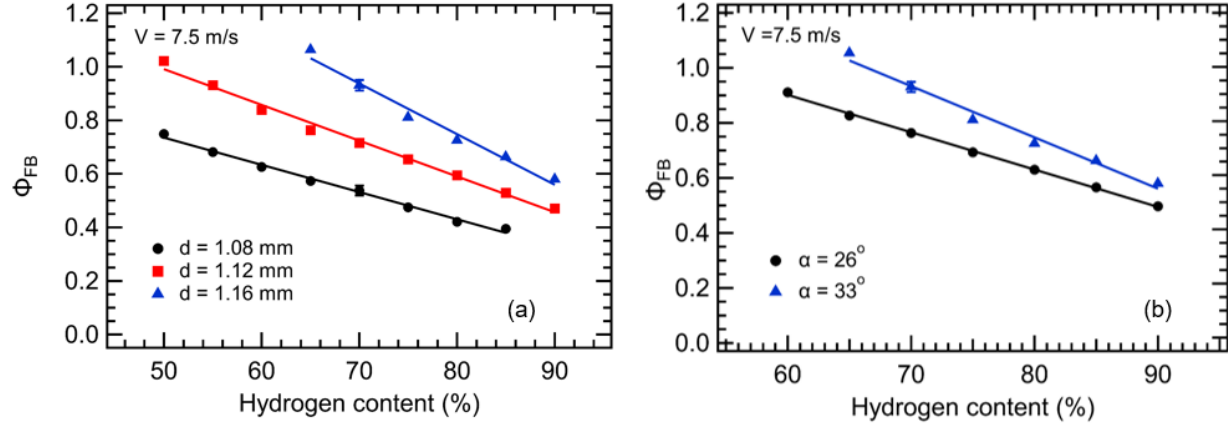 1.2
1.0
0.8
0.6
0.4
0.2
0.0
Φ_FB
V = 7.5 m/s
d = 1.08 mm
d = 1.12 mm
d = 1.16 mm
(a)
50 60 70 80 90
Hydrogen content (%)
1.2
1.0
0.8
0.6
0.4
0.2
0.0
Φ_FB
V =7.5 m/s
α = 26°
α = 33°
(b)
60 70 80 90
Hydrogen content (%)